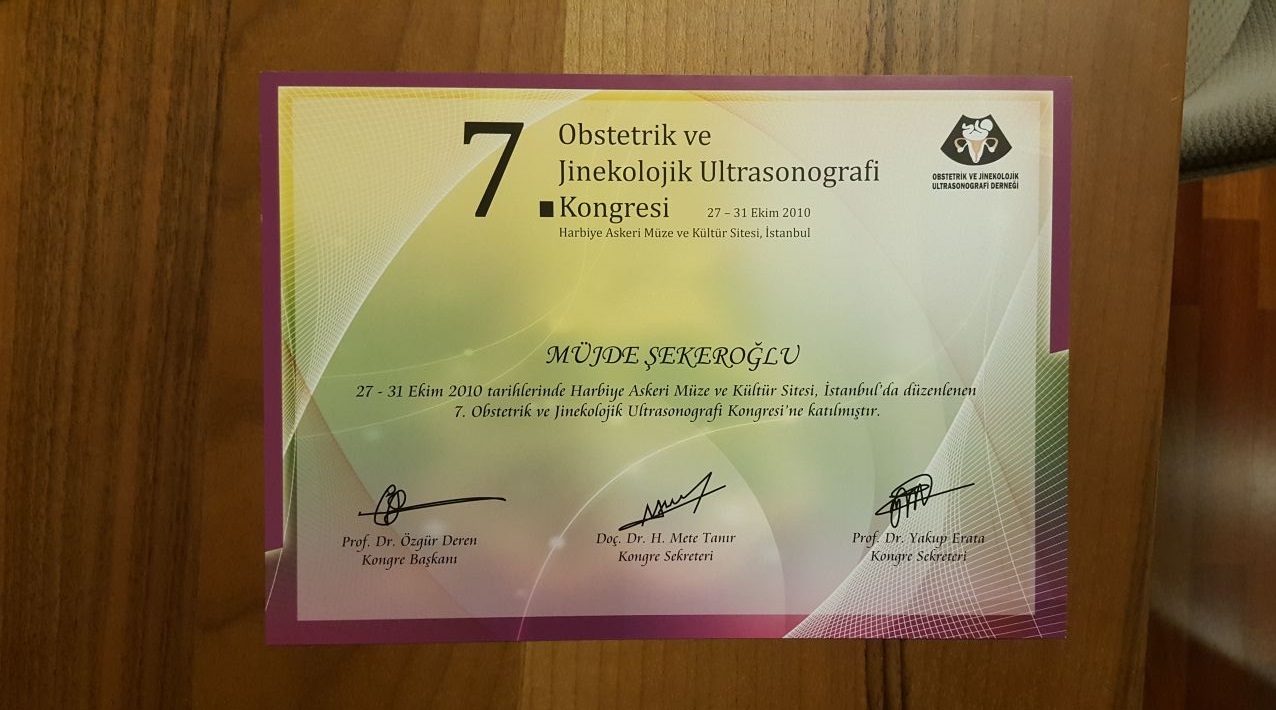 7. Obstetrik ve
Jinekolojik Ultrasonografi
Kongresi 27 – 31 Ekim 2010
Harbiye Askeri Müze ve Kültür Sitesi, İstanbul
OBSTETRİK VE JİNEKOLOJİK
ULTRASONOGRAFİ DERNEĞİ
MÜJDE ŞEKEROĞLU
27 - 31 Ekim 2010 tarihlerinde Harbiye Askeri Müze ve Kültür Sitesi, İstanbul'da düzenlenen
7. Obstetrik ve Jinekolojik Ultrasonografi Kongresi'ne katılmıştır.
Prof. Dr. Özgür Deren
Kongre Başkanı
Doç. Dr. H. Mete Tanır
Kongre Sekreteri
Prof. Dr. Yakup Erata
Kongre Sekreteri